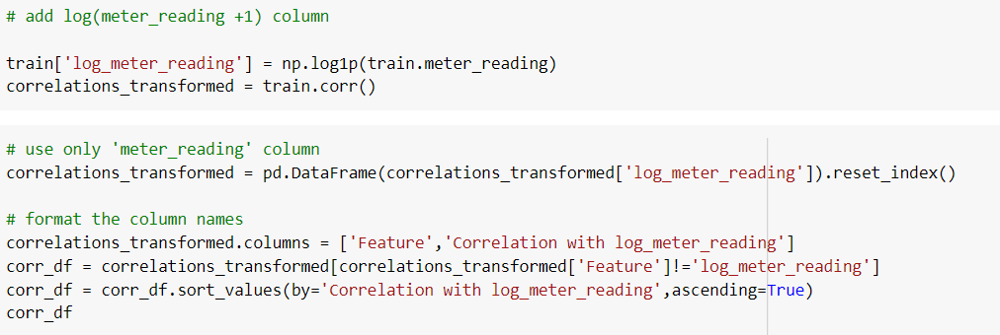 # add log(meter_reading +1) column
train['log_meter_reading'] = np.log1p(train.meter_reading)
correlations_transformed = train.corr()
# use only 'meter_reading' column
correlations_transformed = pd.DataFrame(correlations_transformed['log_meter_reading']).reset_index()
# format the column names
correlations_transformed.columns = ['Feature','Correlation with log_meter_reading']
corr_df = correlations_transformed[correlations_transformed['Feature']!='log_meter_reading']
corr_df = corr_df.sort_values(by='Correlation with log_meter_reading',ascending=True)
corr_df